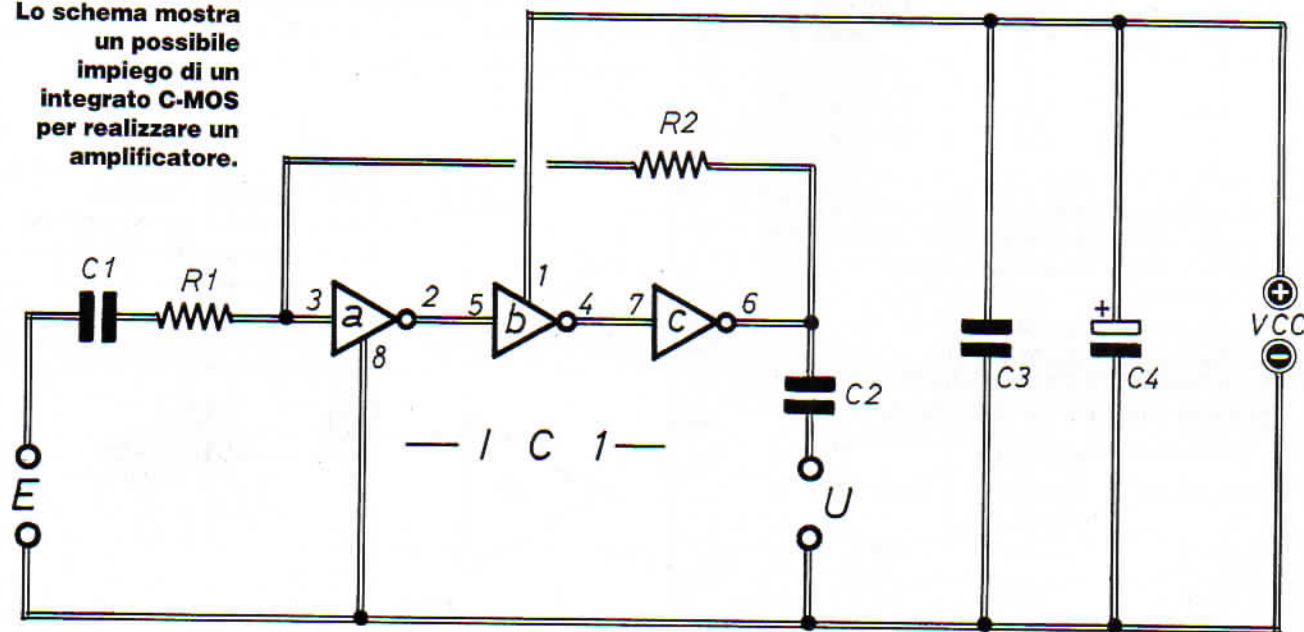 Lo schema mostra
un possibile
impiego di un
integrato C-MOS
per realizzare un
amplificatore.
R2
C1
R1
3
a
2
8
5
b
1
4
7
c
6
C2
+
C3
C4
+
VCC
−
I C 1
E
U